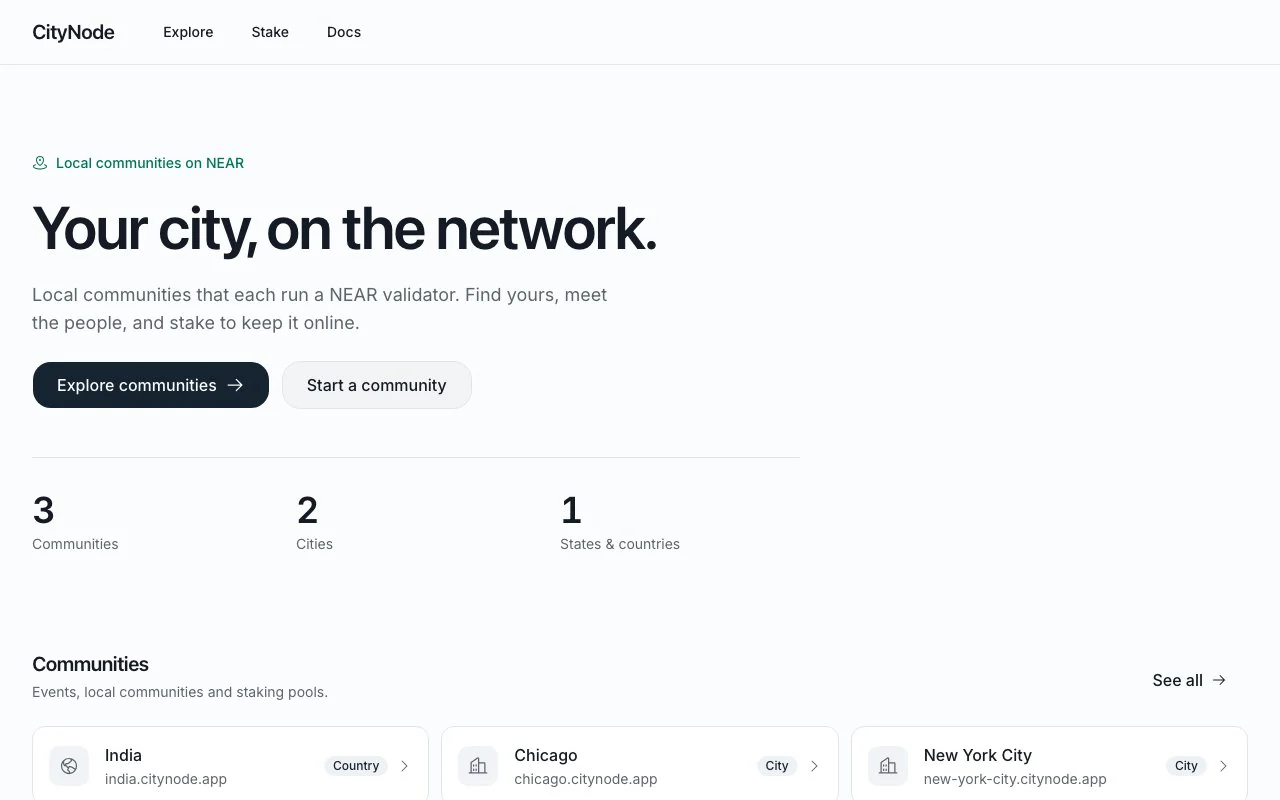 CityNode
Explore
Stake
Docs
Local communities on NEAR
Your city, on the network.
Local communities that each run a NEAR validator. Find yours, meet
the people, and stake to keep it online.
Explore communities
Start a community
3
Communities
2
Cities
1
States & countries
Communities
Events, local communities and staking pools.
See all
India
india.citynode.app
Country
Chicago
chicago.citynode.app
City
New York City
new-york-city.citynode.app
City